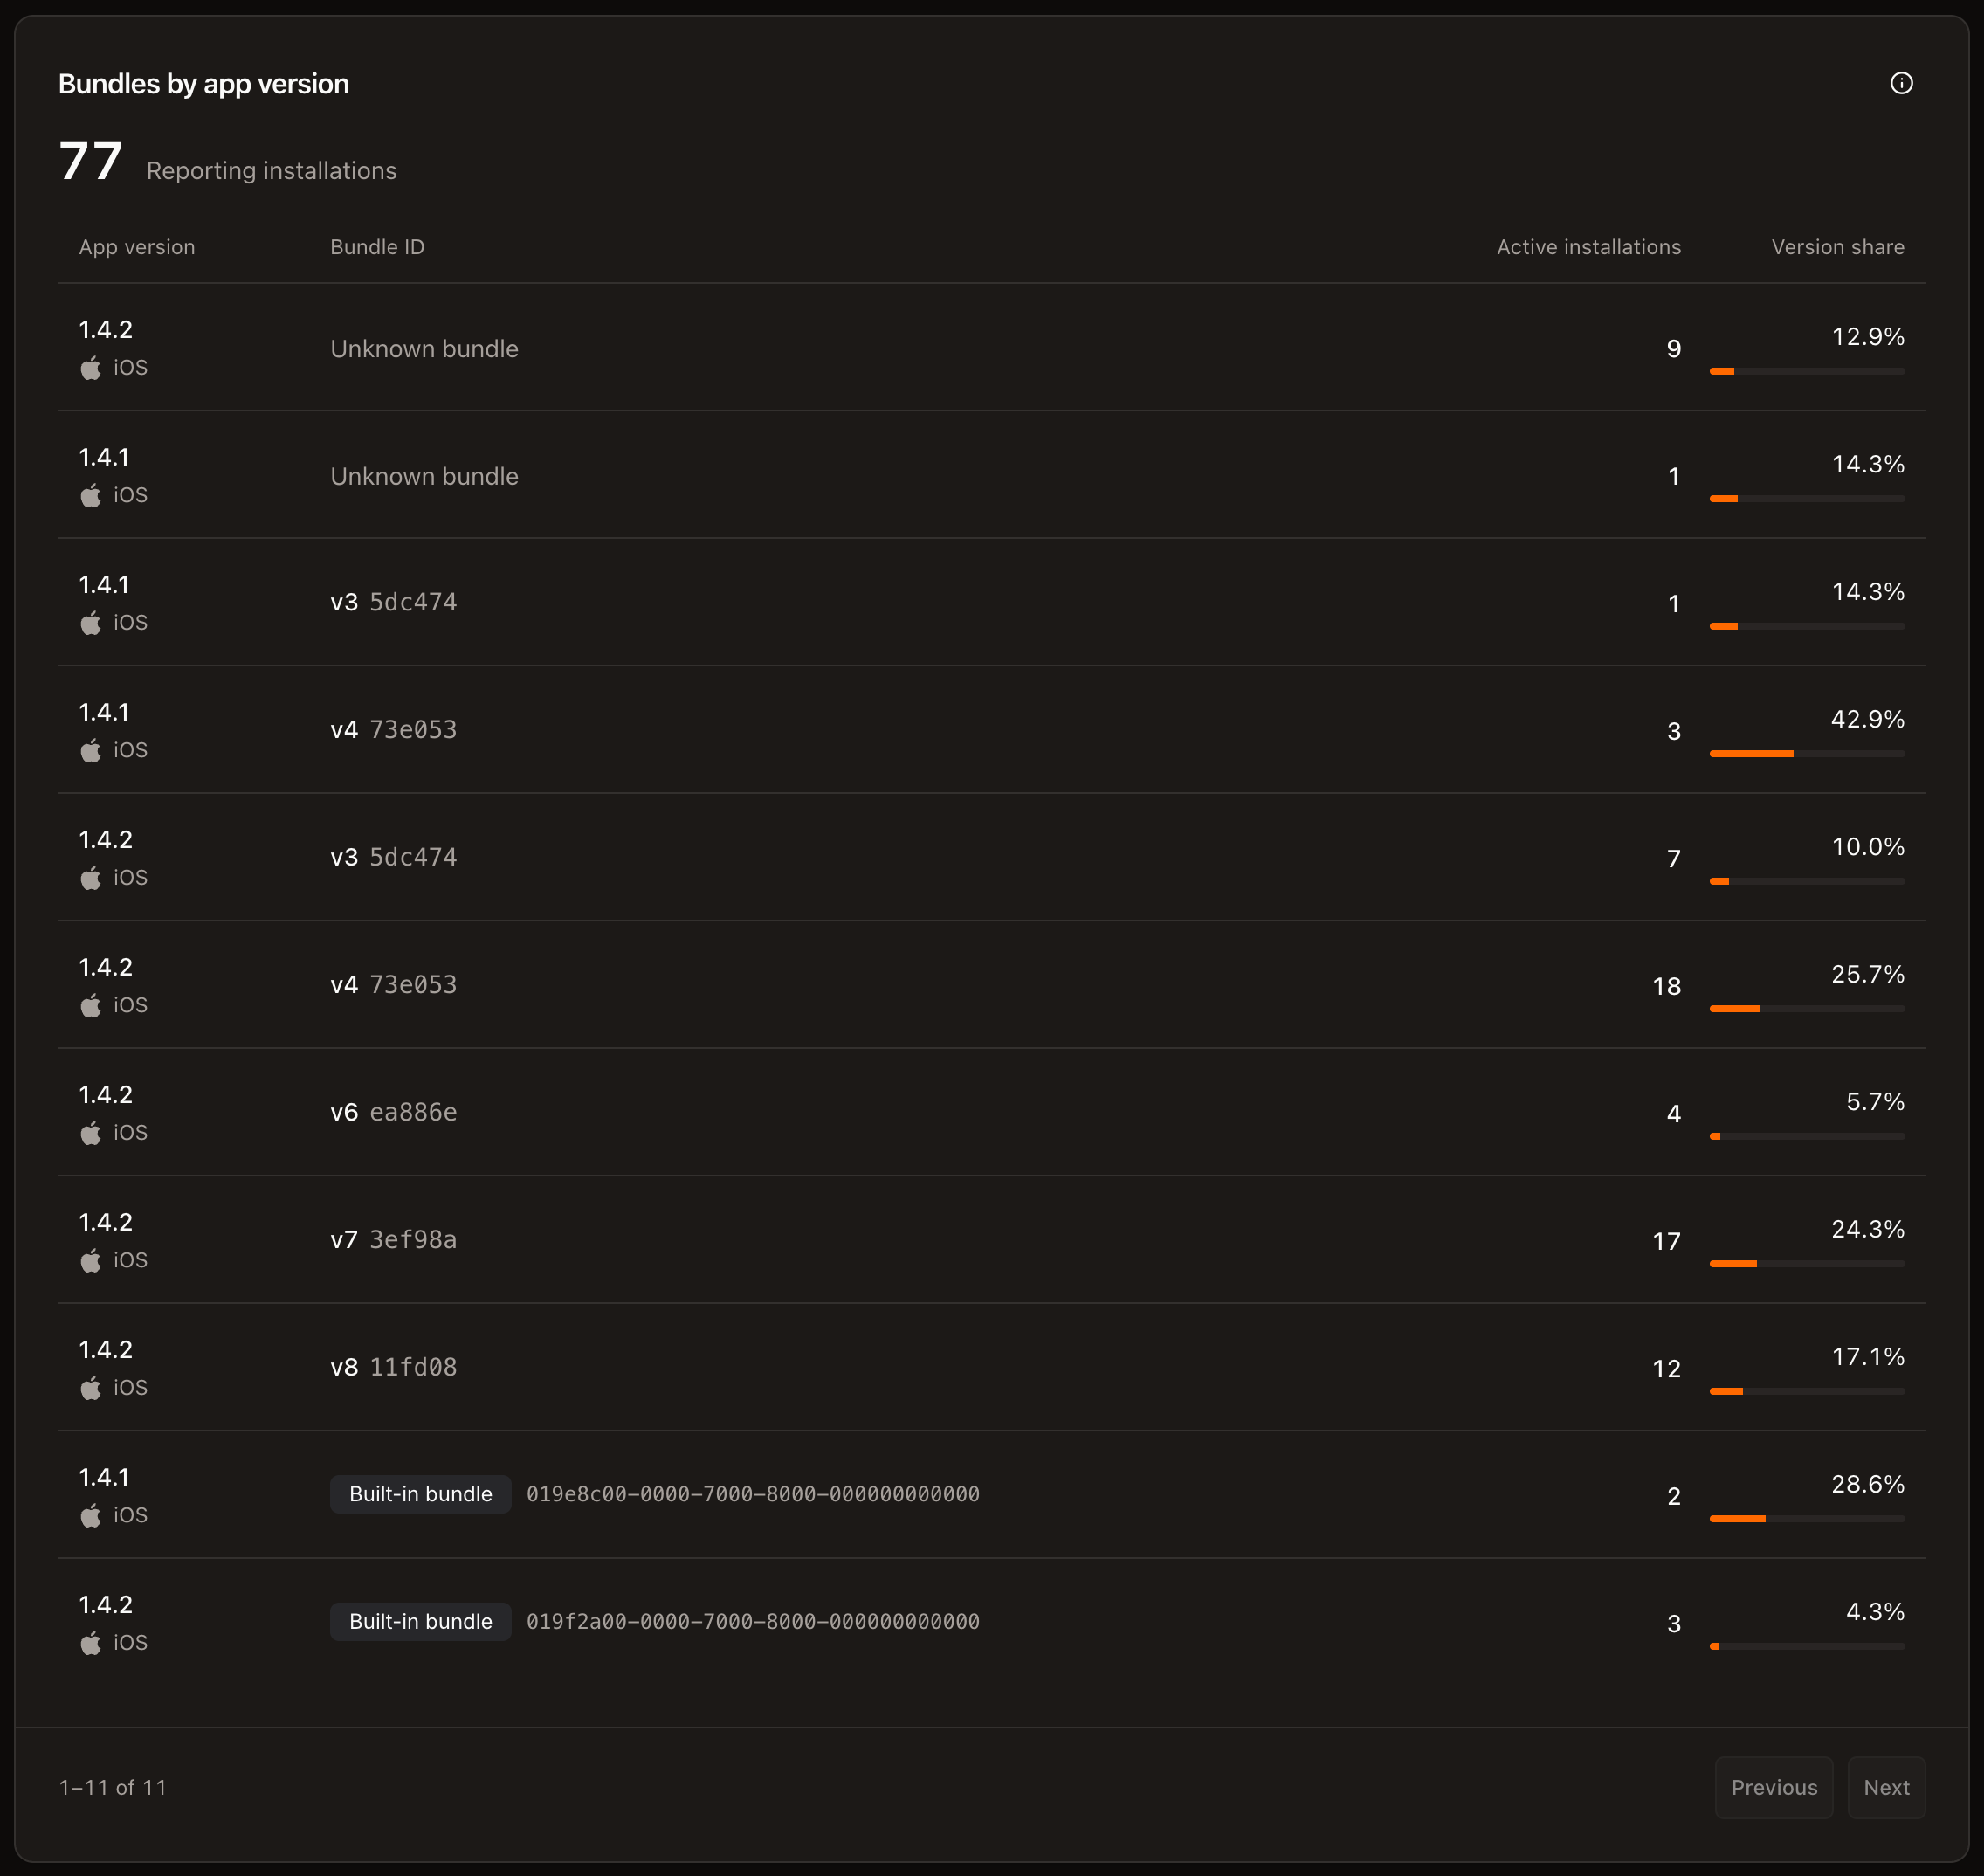 Bundles by app version
77 Reporting installations
App version Bundle ID Active installations Version share
1.4.2
iOS
Unknown bundle 9 12.9%
1.4.1
iOS
Unknown bundle 1 14.3%
1.4.1
iOS
v3 5dc474 1 14.3%
1.4.1
iOS
v4 73e053 3 42.9%
1.4.2
iOS
v3 5dc474 7 10.0%
1.4.2
iOS
v4 73e053 18 25.7%
1.4.2
iOS
v6 ea886e 4 5.7%
1.4.2
iOS
v7 3ef98a 17 24.3%
1.4.2
iOS
v8 11fd08 12 17.1%
1.4.1
iOS
Built-in bundle 019e8c00-0000-7000-8000-000000000000 2 28.6%
1.4.2
iOS
Built-in bundle 019f2a00-0000-7000-8000-000000000000 3 4.3%
1–11 of 11 Previous Next